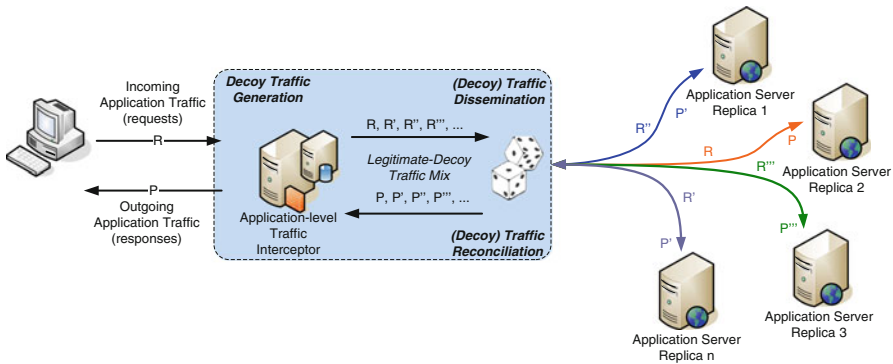 Incoming
Application Traffic
(requests)
R
P
Outgoing
Application Traffic
(responses)
Decoy Traffic
Generation
(Decoy) Traffic
Dissemination
R, R', R'', R''', ...
Legitimate-Decoy
Traffic Mix
P, P', P'', P''', ...
Application-level
Traffic
Interceptor
(Decoy) Traffic
Reconciliation
R''
P'
Application Server
Replica 1
R
P
Application Server
Replica 2
R'''
P'''
Application Server
Replica 3
R'
P'
Application Server
Replica n